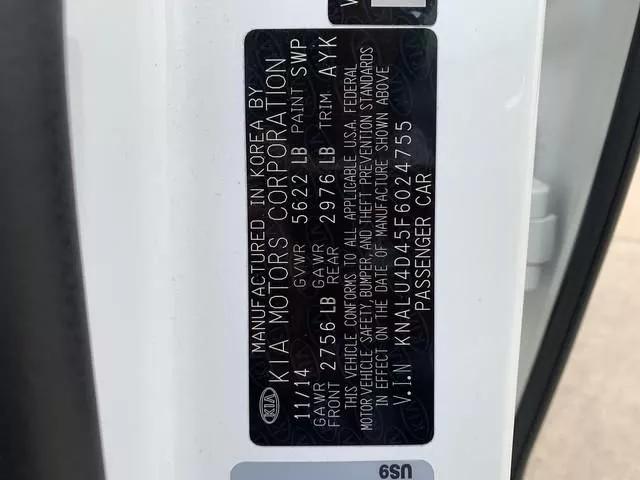 KIA MANUFACTURED IN KOREA BY
KIA MOTORS CORPORATION
11/14 GVWR 5622 LB PAINT SWP
GAWR FRONT 2756 LB GAWR REAR 2976 LB TRIM AYK
THIS VEHICLE CONFORMS TO ALL APPLICABLE U.S.A. FEDERAL
MOTOR VEHICLE SAFETY, BUMPER, AND THEFT PREVENTION STANDARDS
IN EFFECT ON THE DATE OF MANUFACTURE SHOWN ABOVE
V.I.N KNALU4D45F6024755
PASSENGER CAR
US9